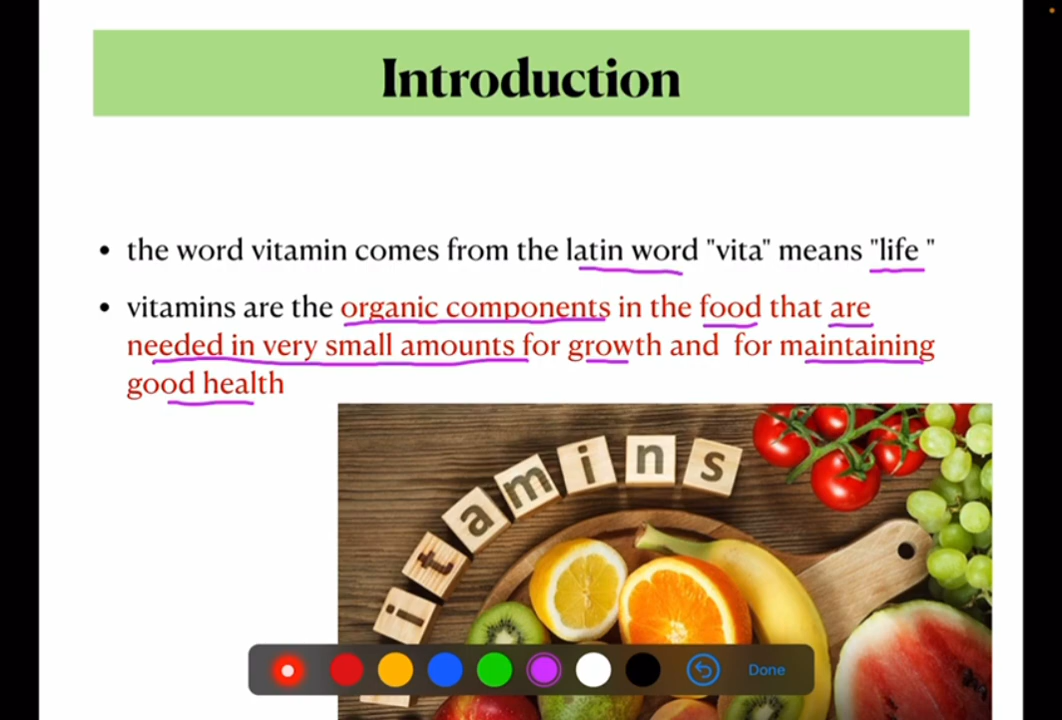 Introduction
• the word vitamin comes from the latin word "vita" means "life "
• vitamins are the organic components in the food that are
needed in very small amounts for growth and for maintaining
good health
itamins
Done